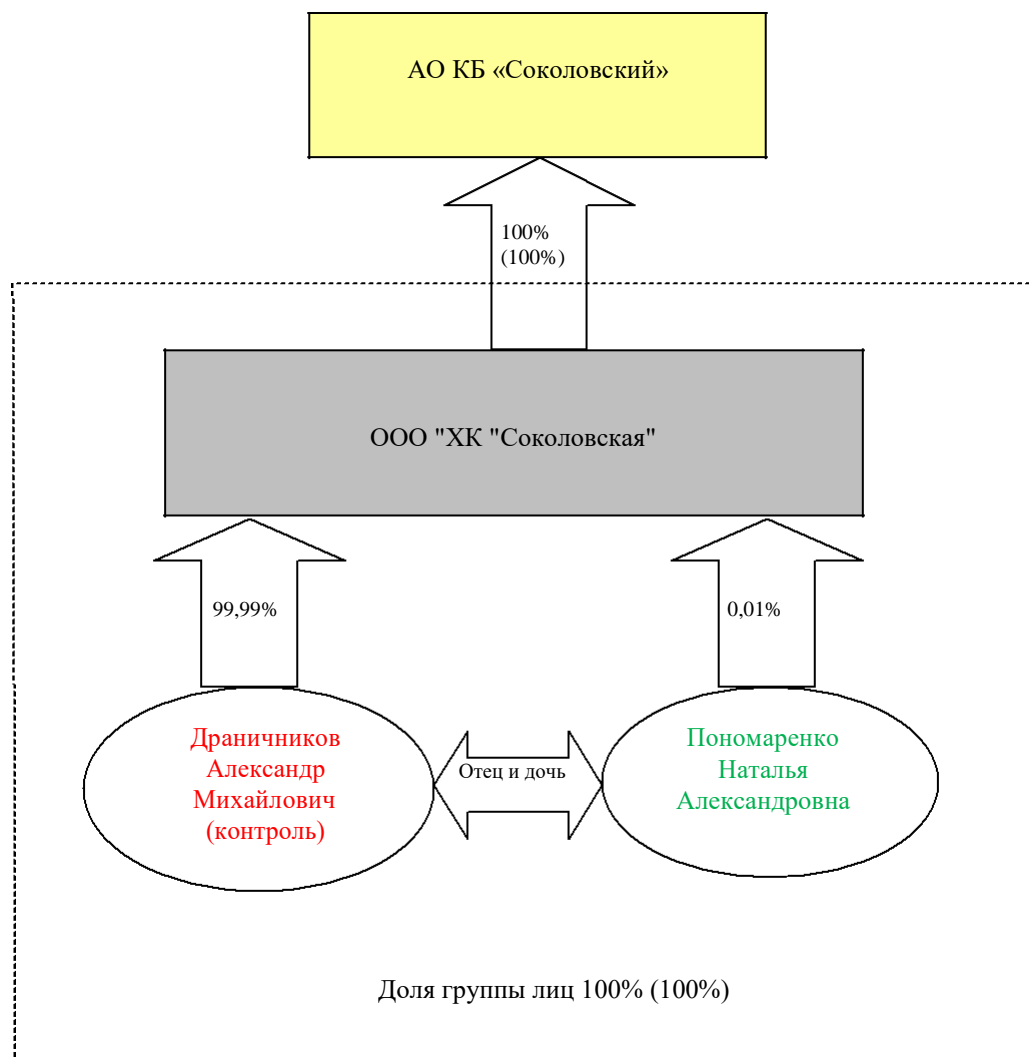 АО КБ «Соколовский»
100%
(100%)
ООО "ХК "Соколовская"
99,99%
0,01%
Драничников
Александр
Михайлович
(контроль)
Отец и дочь
Пономаренко
Наталья
Александровна
Доля группы лиц 100% (100%)